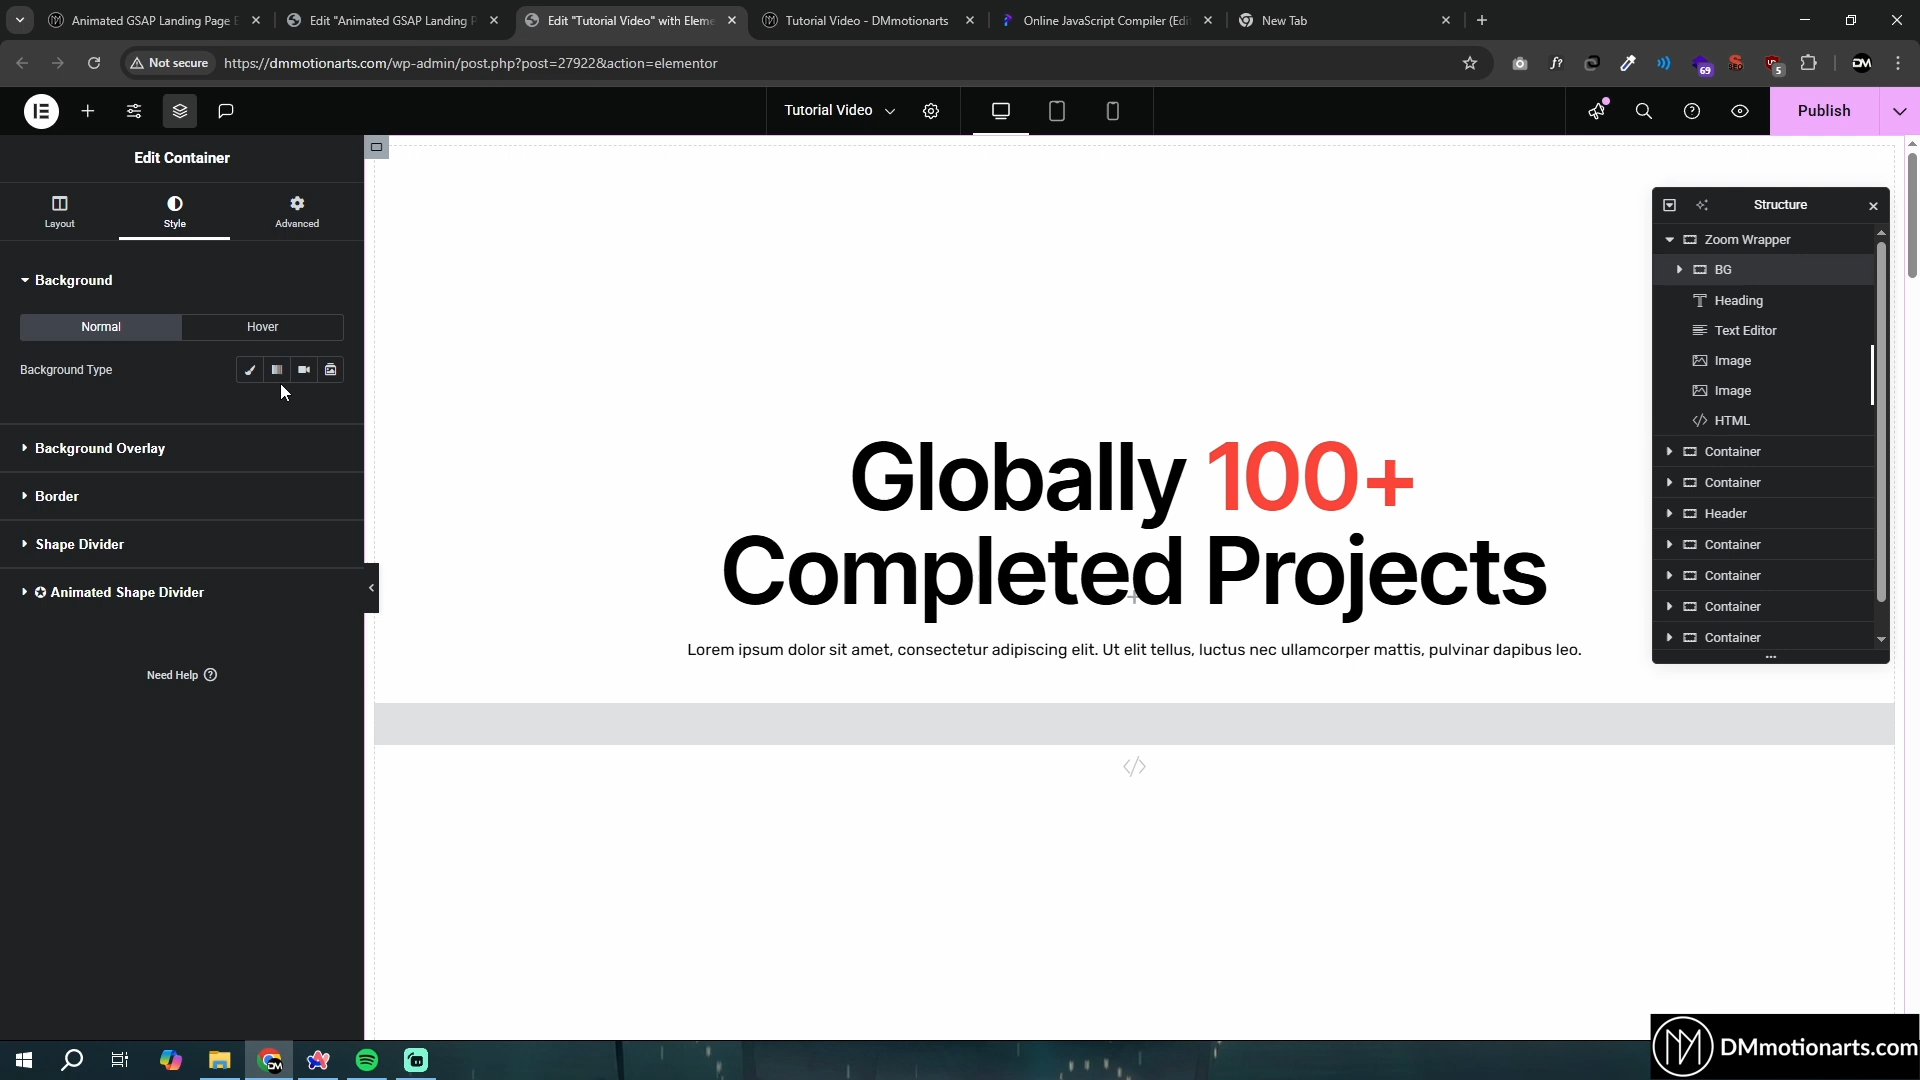 Animated GSAP Landing Page E
Edit "Animated GSAP Landing P
Edit "Tutorial Video" with Eleme
Tutorial Video - DMmotionarts
Online JavaScript Compiler (Edi
New Tab
Not secure
https://dmmotionarts.com/wp-admin/post.php?post=27922&action=elementor
f?
69
5
DM
Tutorial Video
Publish
Edit Container
Layout
Style
Advanced
Background
Normal
Hover
Background Type
Background Overlay
Border
Shape Divider
Animated Shape Divider
Need Help
Globally 100+
Completed Projects
Lorem ipsum dolor sit amet, consectetur adipiscing elit. Ut elit tellus, luctus nec ullamcorper mattis, pulvinar dapibus leo.
Structure
Zoom Wrapper
BG
Heading
Text Editor
Image
Image
HTML
Container
Container
Header
Container
Container
Container
Container
DMmotionarts.com